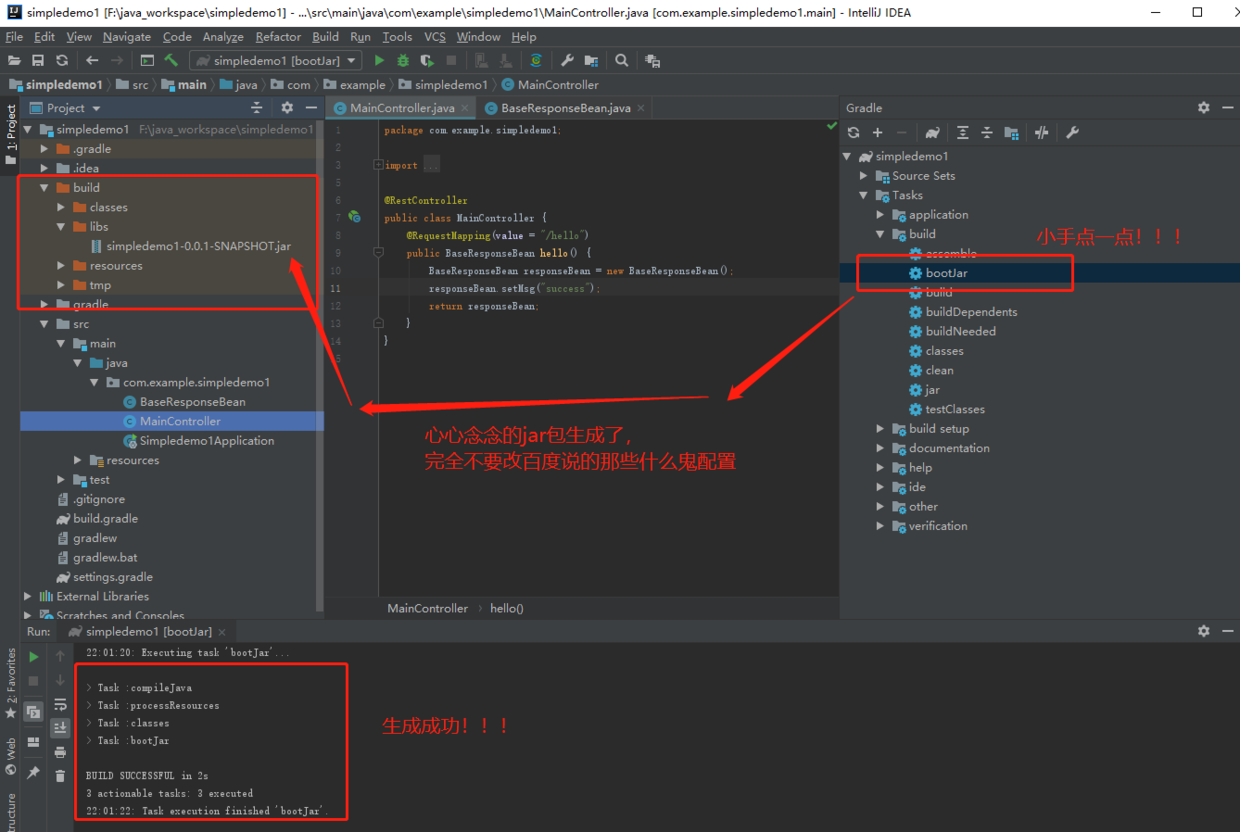 simpledemo1 [F:\java_workspace\simpledemo1] - ...\src\main\java\com\example\simpledemo1\MainController.java [com.example.simpledemo1.main] - IntelliJ IDEA
File Edit View Navigate Code Analyze Refactor Build Run Tools VCS Window Help
simpledemo1 [bootJar]
simpledemo1 src main java com example simpledemo1 MainController
1: Project
Project
simpledemo1 F:\java_workspace\simpledemo1
.gradle
.idea
build
classes
libs
simpledemo1-0.0.1-SNAPSHOT.jar
resources
tmp
gradle
src
main
java
com.example.simpledemo1
BaseResponseBean
MainController
Simpledemo1Application
resources
test
.gitignore
build.gradle
gradlew
gradlew.bat
settings.gradle
External Libraries
Scratches and Consoles
MainController.java BaseResponseBean.java
1 package com.example.simpledemo1;
2
3 import ...
5
6 @RestController
7 public class MainController {
8 @RequestMapping(value = "/hello")
9 public BaseResponseBean hello() {
10 BaseResponseBean responseBean = new BaseResponseBean();
11 responseBean.setMsg("success");
12 return responseBean;
13 }
14 }
心心念念的jar包生成了,
完全不要改百度说的那些什么鬼配置
MainController hello()
Gradle
simpledemo1
Source Sets
Tasks
application
build
小手点一点！！！
assemble
bootJar
build
buildDependents
buildNeeded
classes
clean
jar
testClasses
build setup
documentation
help
ide
other
verification
Run: simpledemo1 [bootJar]
22:01:20: Executing task 'bootJar'...
> Task :compileJava
> Task :processResources
> Task :classes
> Task :bootJar
BUILD SUCCESSFUL in 2s
3 actionable tasks: 3 executed
22:01:22: Task execution finished 'bootJar'.
生成成功！！！
2: Favorites
Web